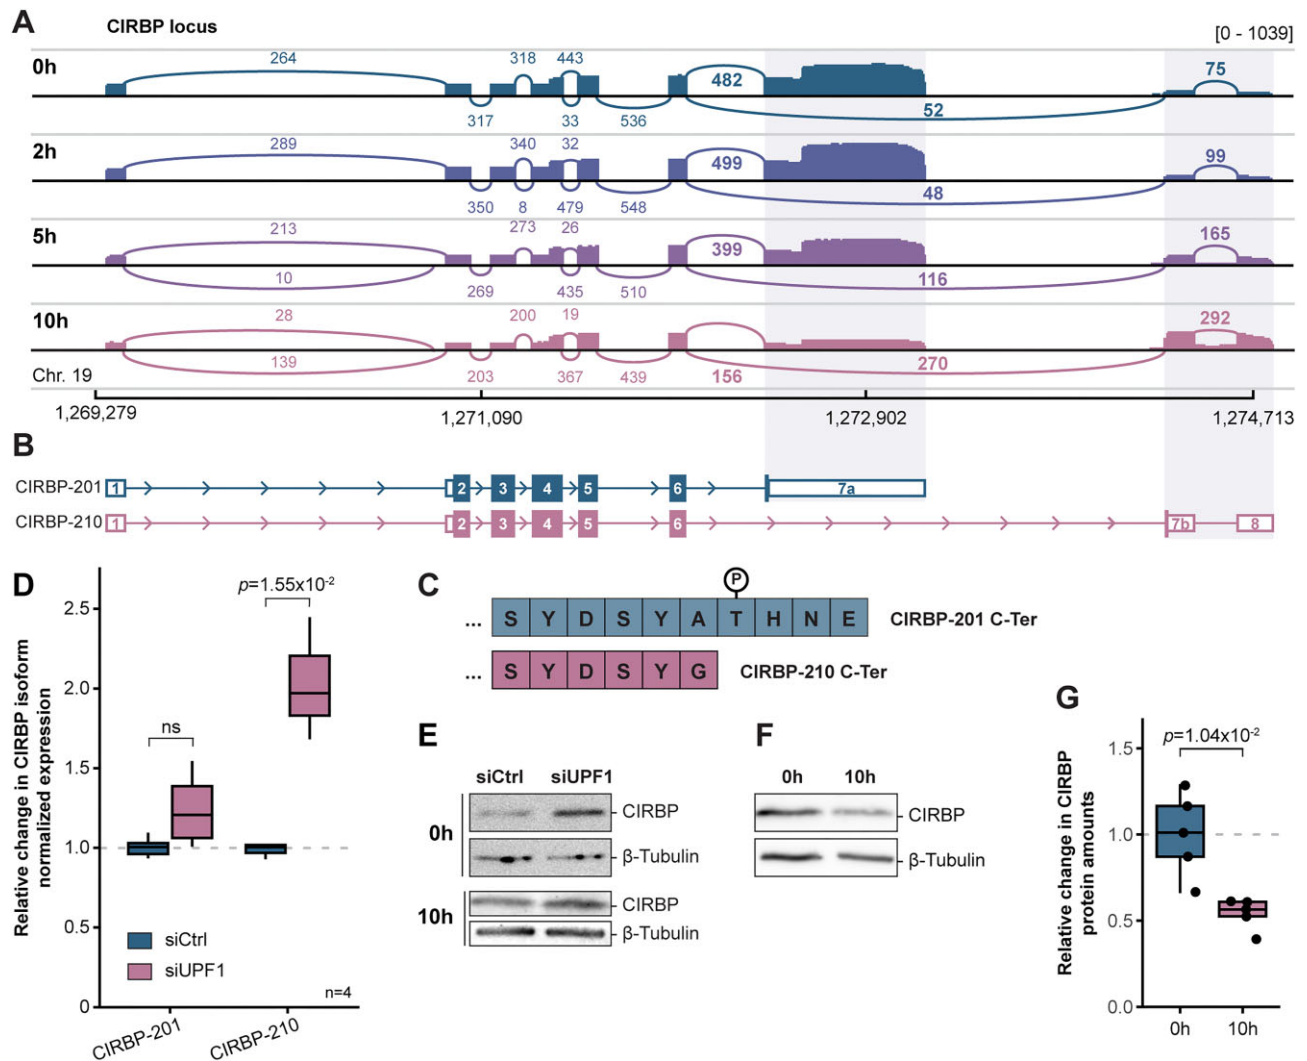 A
CIRBP locus
[0 - 1039]
0h
264
318
443
482
75
317
33
536
52
2h
289
340
32
499
99
350
8
479
548
48
5h
213
273
26
399
165
10
269
435
510
116
10h
28
200
19
292
139
203
367
439
156
270
Chr. 19
1,269,279
1,271,090
1,272,902
1,274,713
B
CIRBP-201
1
2
3
4
5
6
7a
CIRBP-210
1
2
3
4
5
6
7b
8
D
Relative change in CIRBP isoform
normalized expression
2.5
2.0
1.5
1.0
0.5
0
p=1.55x10⁻²
ns
siCtrl
siUPF1
n=4
CIRBP-201
CIRBP-210
C
P
... S Y D S Y A T H N E CIRBP-201 C-Ter
... S Y D S Y G CIRBP-210 C-Ter
E
siCtrl siUPF1
0h
CIRBP
β-Tubulin
10h
CIRBP
β-Tubulin
F
0h 10h
CIRBP
β-Tubulin
G
Relative change in CIRBP
protein amounts
p=1.04x10⁻²
1.5
1.0
0.5
0.0
0h
10h